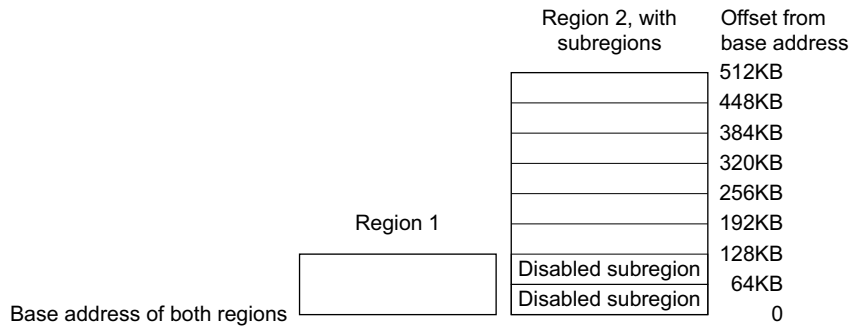 Region 2, with
subregions
Offset from
base address
512KB
448KB
384KB
320KB
256KB
192KB
Region 1
128KB
Disabled subregion
64KB
Disabled subregion
Base address of both regions
0